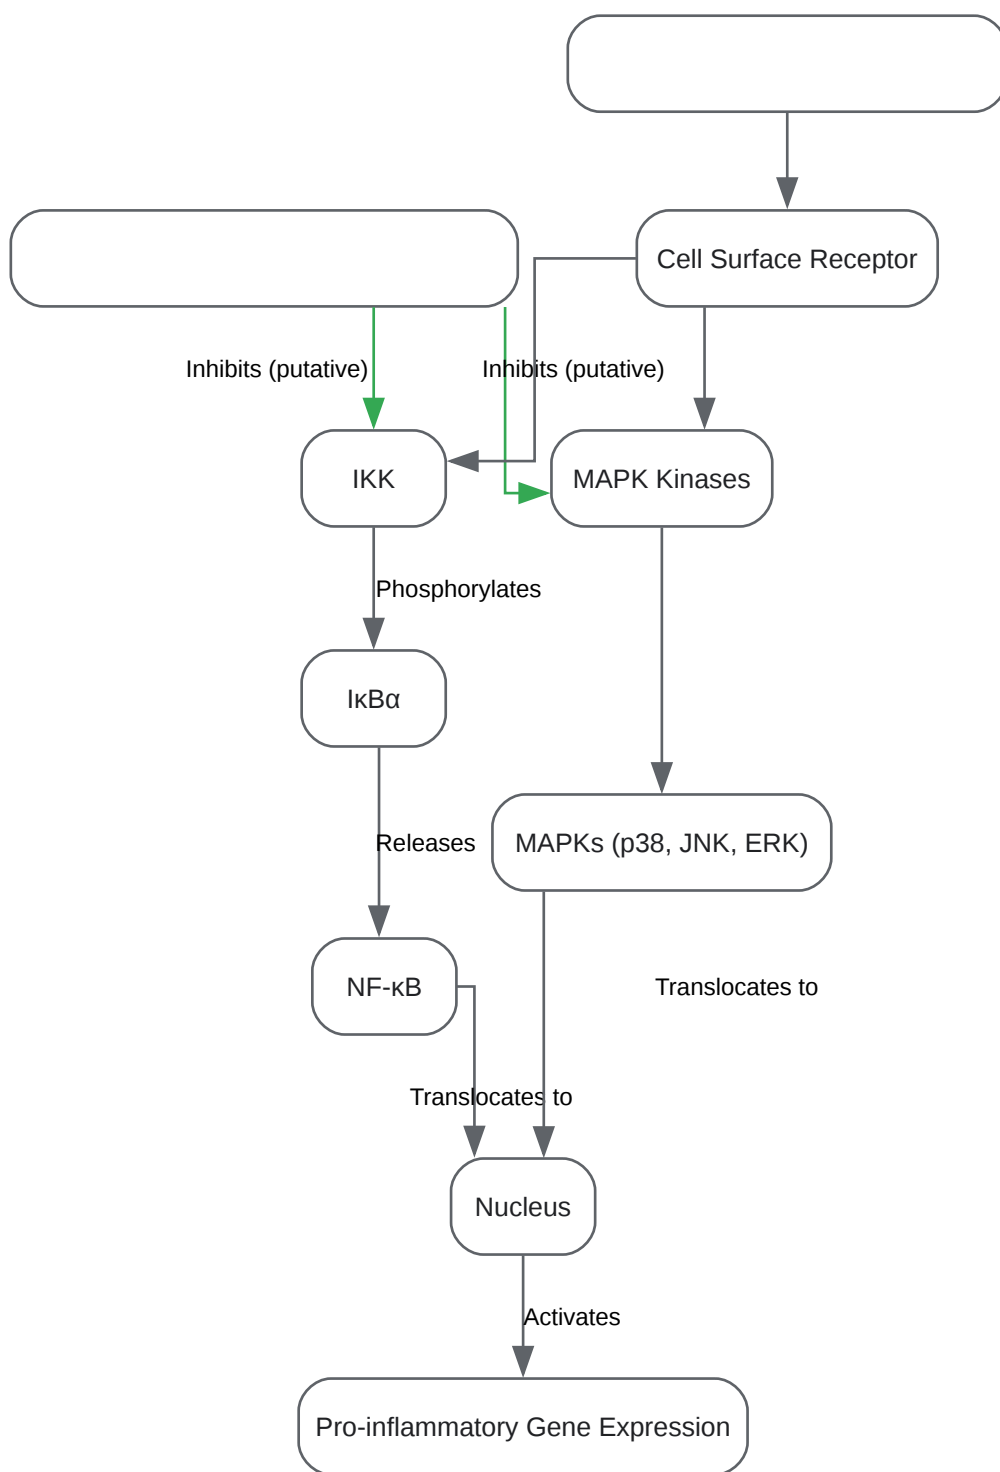 Cell Surface Receptor
Inhibits (putative)
Inhibits (putative)
IKK
MAPK Kinases
Phosphorylates
IκBα
Releases
MAPKs (p38, JNK, ERK)
NF-κB
Translocates to
Translocates to
Nucleus
Activates
Pro-inflammatory Gene Expression